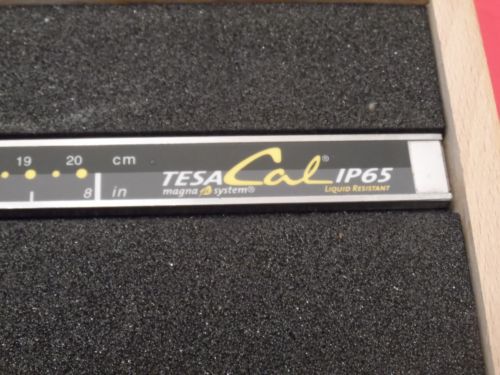 19 20 cm
TESA Cal® IP65
magna μ system®
LIQUID RESISTANT
8 in